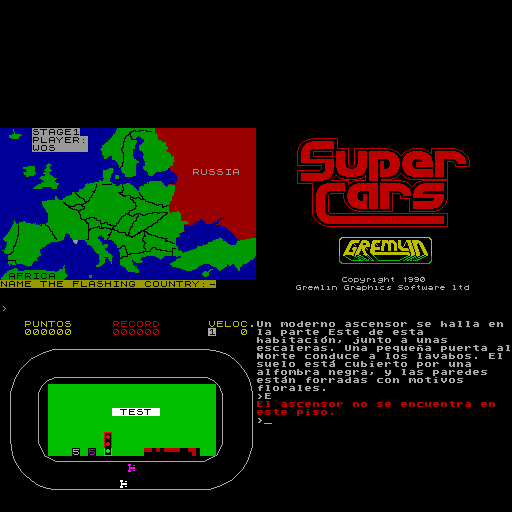 STAGE1
PLAYER:
WOS
RUSSIA
AFRICA
NAME THE FLASHING COUNTRY:-
>
Super
Cars
GREMLIN
Copyright 1990
Gremlin Graphics Software ltd
PUNTOS RECORD VELOC.
000000 000000 1 0
TEST
5 5
Un moderno ascensor se halla en
la parte Este de esta
habitación, junto a unas
escaleras. Una pequeña puerta al
Norte conduce a los lavabos. El
suelo está cubierto por una
alfombra negra, y las paredes
están forradas con motivos
florales.
>E
El ascensor no se encuentra en
este piso.
>_